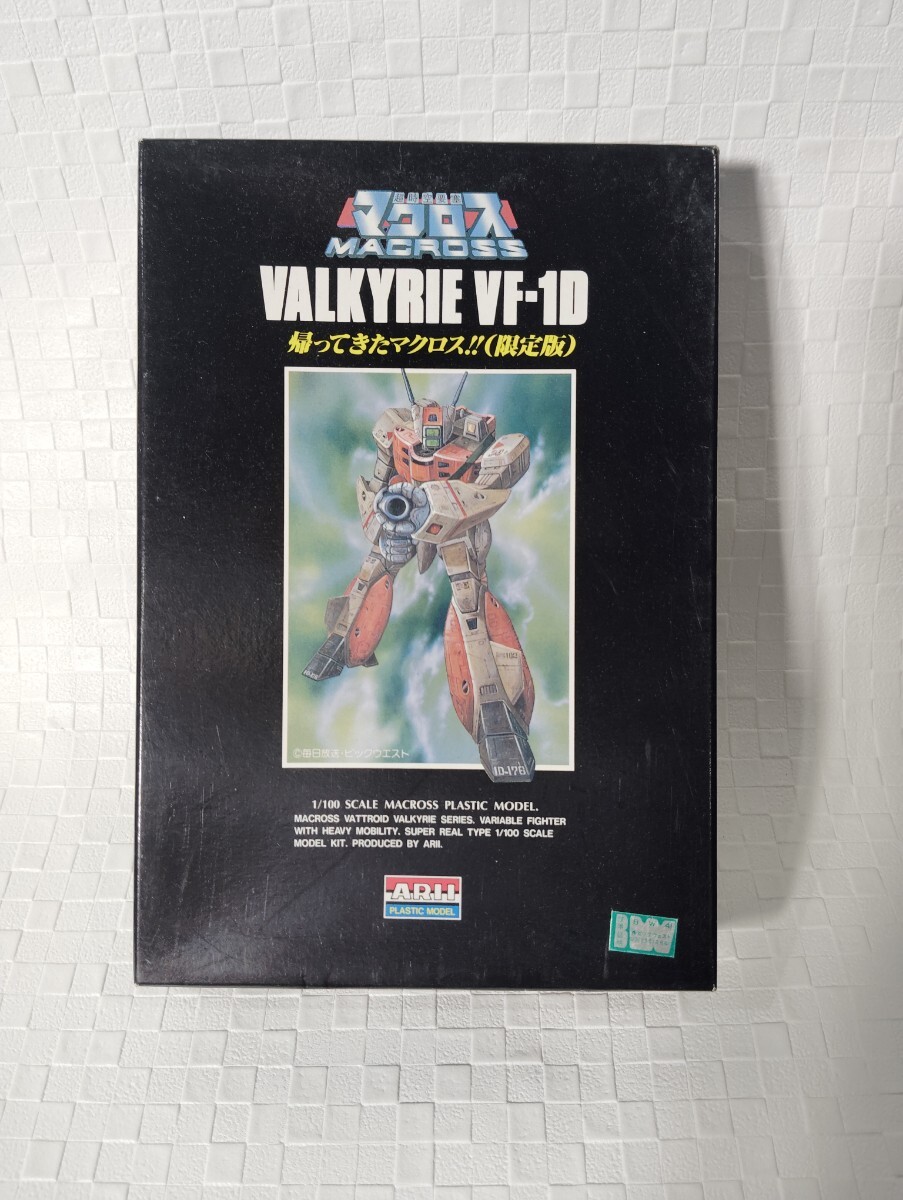 超時空要塞
マクロス
MACROSS
VALKYRIE VF-1D
帰ってきたマクロス!!(限定版)
©毎日放送・ビックウエスト
ID-178
1/100 SCALE MACROSS PLASTIC MODEL.
MACROSS VATTROID VALKYRIE SERIES. VARIABLE FIGHTER
WITH HEAVY MOBILITY. SUPER REAL TYPE 1/100 SCALE
MODEL KIT. PRODUCED BY ARII.
ARII
PLASTIC MODEL